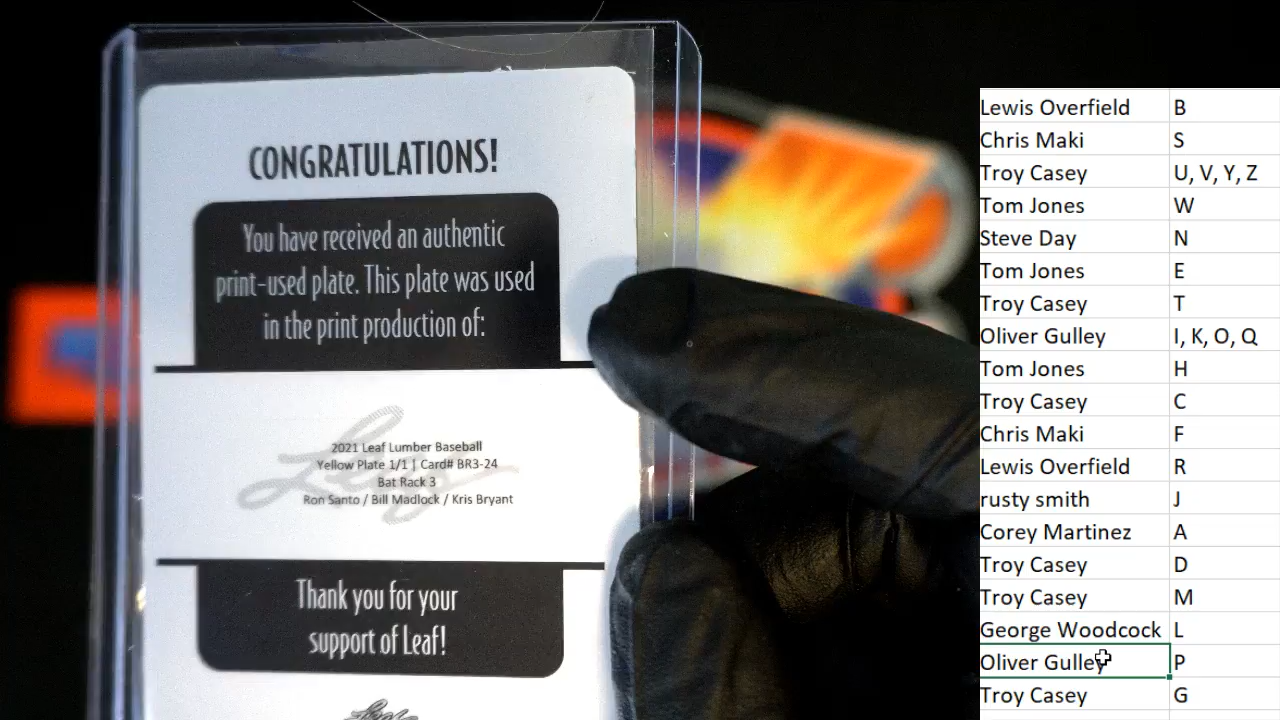 CONGRATULATIONS!
You have received an authentic
print-used plate. This plate was used
in the print production of:
2021 Leaf Lumber Baseball
Yellow Plate 1/1 | Card# BR3-24
Bat Rack 3
Ron Santo / Bill Madlock / Kris Bryant
Thank you for your
support of Leaf!
Lewis Overfield B
Chris Maki S
Troy Casey U, V, Y, Z
Tom Jones W
Steve Day N
Tom Jones E
Troy Casey T
Oliver Gulley I, K, O, Q
Tom Jones H
Troy Casey C
Chris Maki F
Lewis Overfield R
rusty smith J
Corey Martinez A
Troy Casey D
Troy Casey M
George Woodcock L
Oliver Gulley P
Troy Casey G